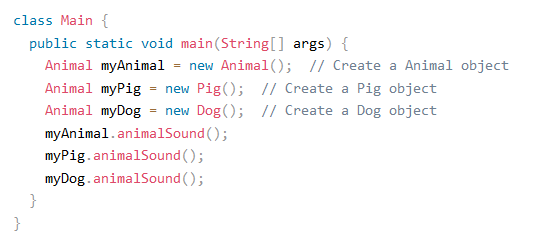 class Main {
  public static void main(String[] args) {
    Animal myAnimal = new Animal();  // Create a Animal object
    Animal myPig = new Pig();  // Create a Pig object
    Animal myDog = new Dog();  // Create a Dog object
    myAnimal.animalSound();
    myPig.animalSound();
    myDog.animalSound();
  }
}